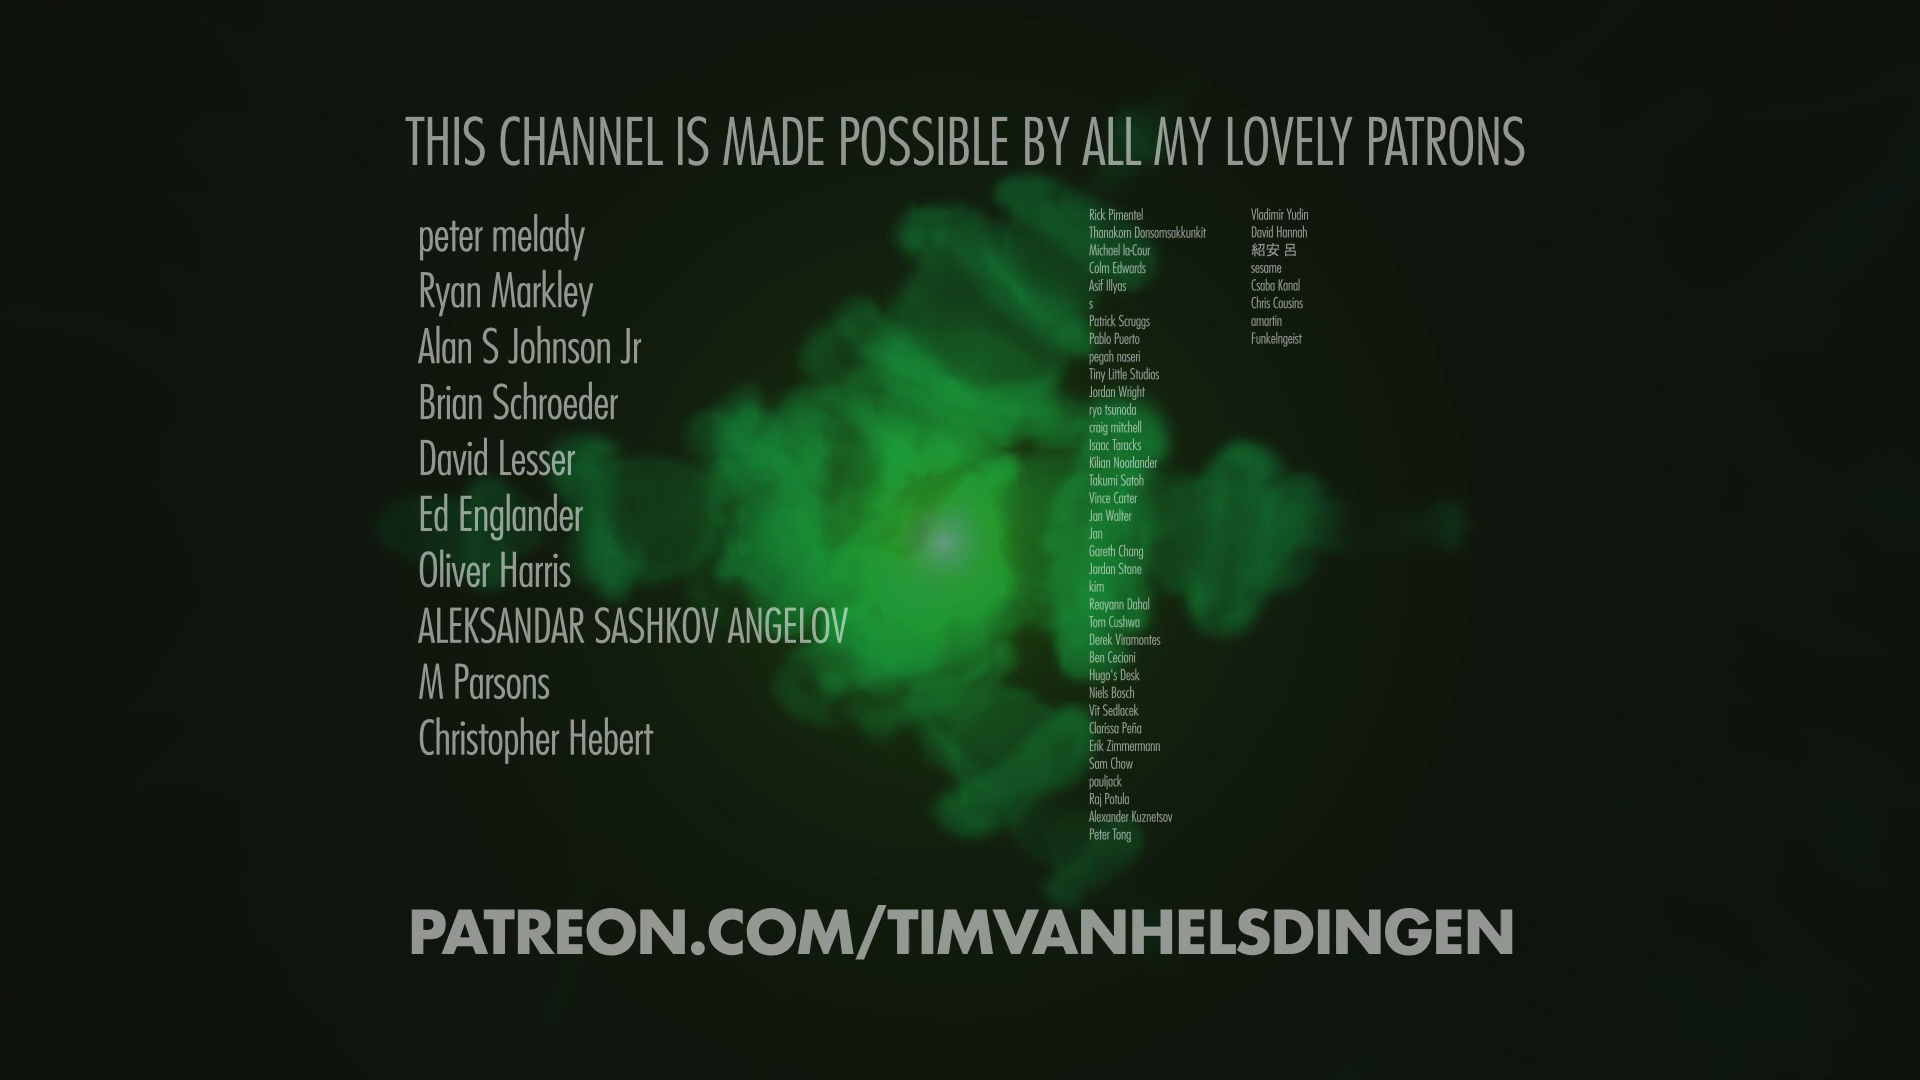 THIS CHANNEL IS MADE POSSIBLE BY ALL MY LOVELY PATRONS
peter melady
Ryan Markley
Alan S Johnson Jr
Brian Schroeder
David Lesser
Ed Englander
Oliver Harris
ALEKSANDAR SASHKOV ANGELOV
M Parsons
Christopher Hebert
Rick Pimentel
Thanakorn Donsomsakkunkit
Michael la-Cour
Colm Edwards
Asif Illyas
s
Patrick Scruggs
Pablo Puerto
pegah naseri
Tiny Little Studios
Jordan Wright
ryo tsunoda
craig mitchell
Isaac Taracks
Kilian Noorlander
Takumi Satoh
Vince Carter
Jan Walter
Jan
Gareth Chang
Jordan Stone
kim
Reayann Dahal
Tom Cushwa
Derek Viramontes
Ben Cecioni
Hugo's Desk
Niels Bosch
Vit Sedlacek
Clarissa Peña
Erik Zimmermann
Sam Chow
pauljack
Raj Potula
Alexander Kuznetsov
Peter Tong
Vladimir Yudin
David Hannah
紹安 呂
sesame
Csaba Kanal
Chris Cousins
amartin
Funkelngeist
PATREON.COM/TIMVANHELSDINGEN